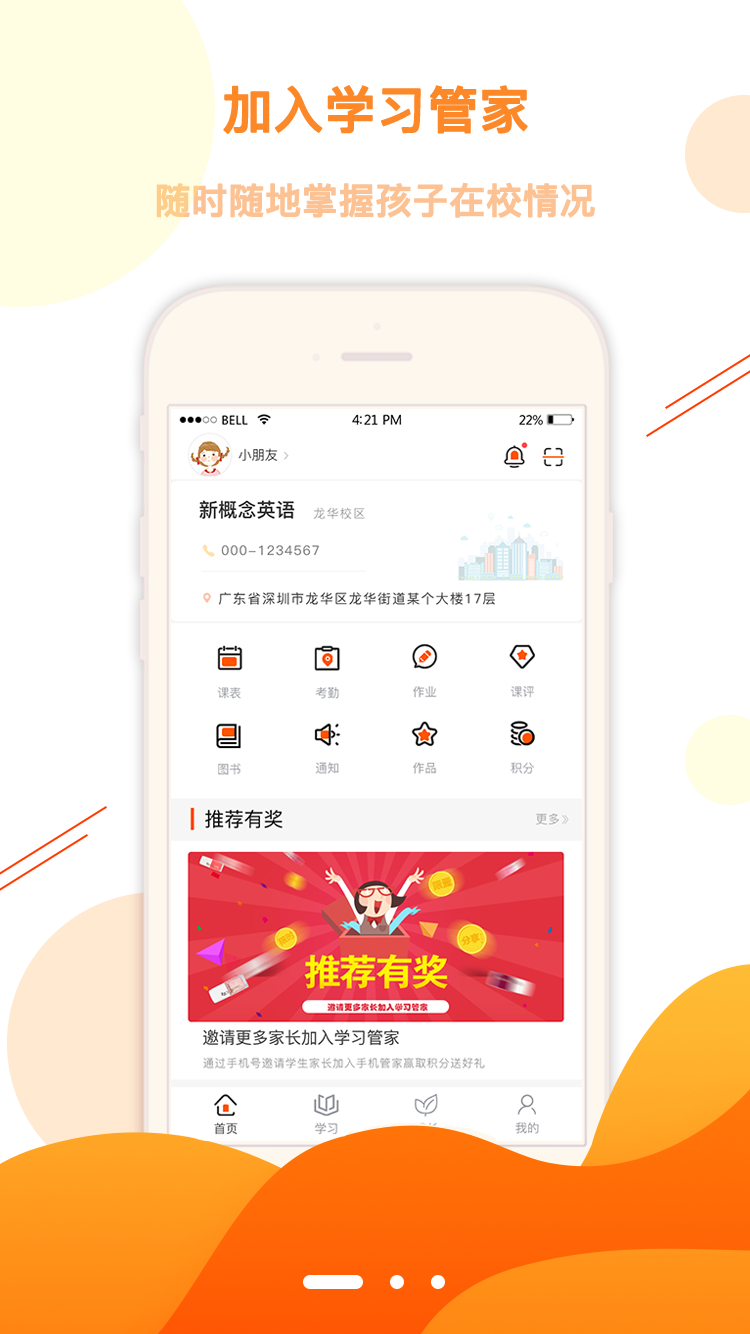 加入学习管家
随时随地掌握孩子在校情况
BELL 4:21 PM 22%
小朋友
新概念英语 龙华校区
000-1234567
广东省深圳市龙华区龙华街道某个大楼17层
课表 考勤 作业 课评
图书 通知 作品 积分
推荐有奖 更多
限量
限时 分享
推荐有奖
邀请更多家长加入学习管家
邀请更多家长加入学习管家
通过手机号邀请学生家长加入手机管家赢取积分送好礼
首页 学习 我的